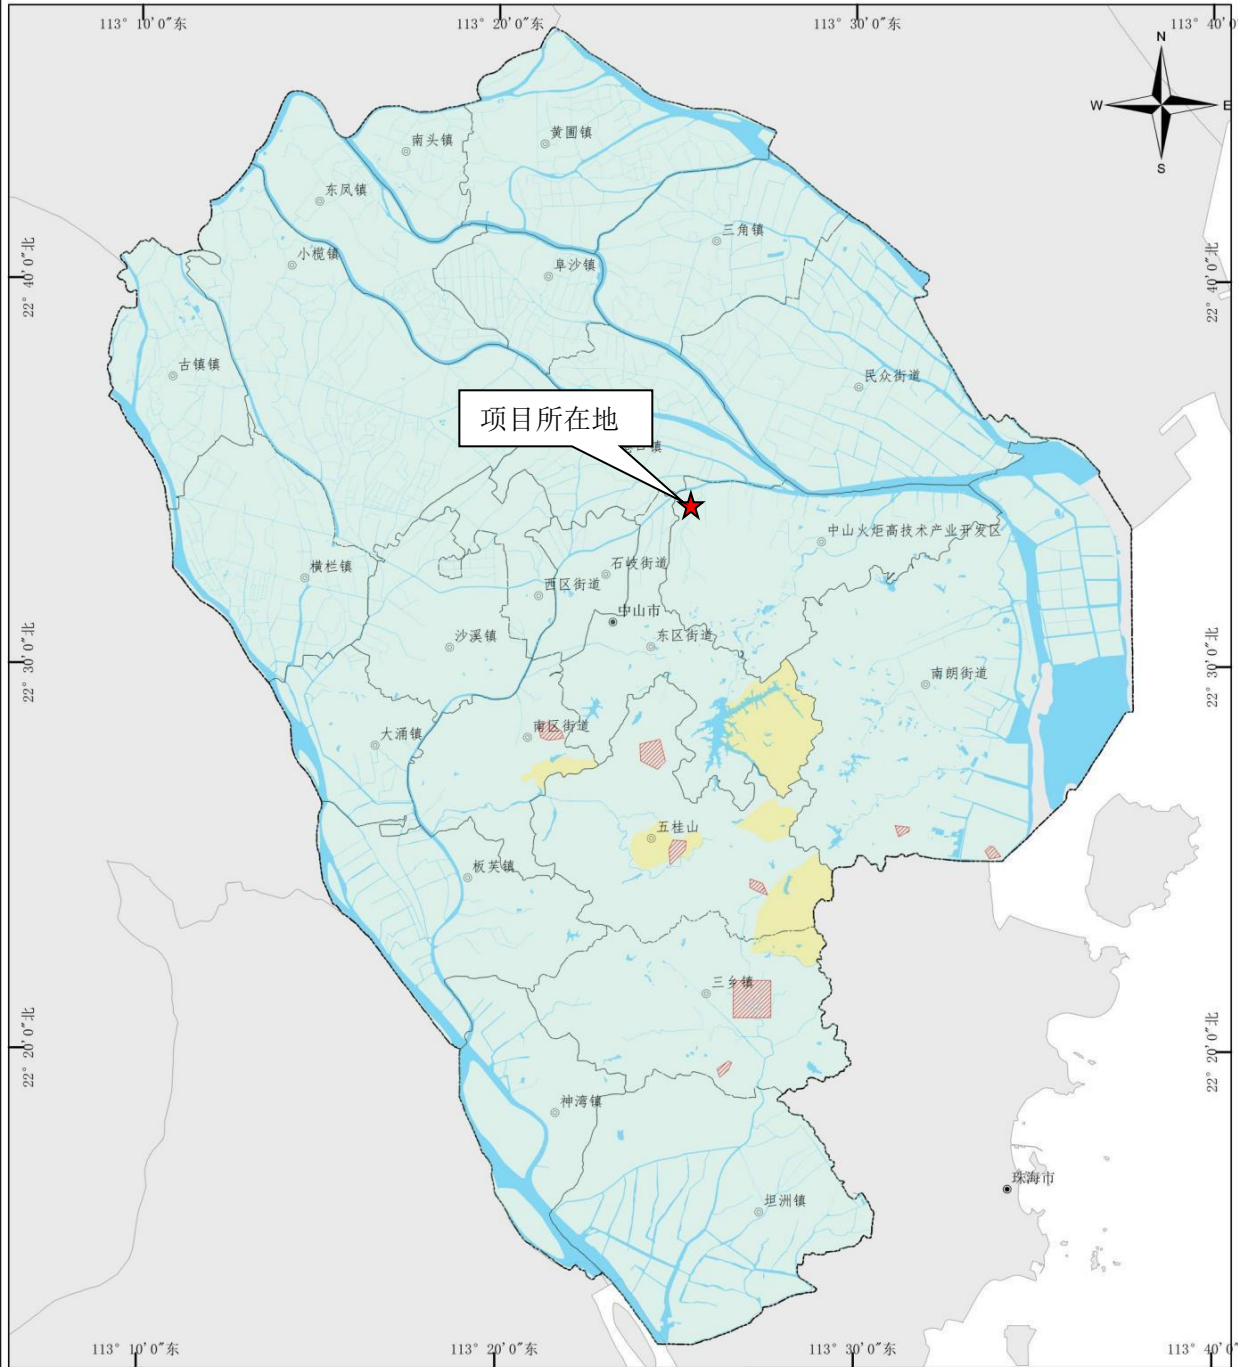 113° 10′0″东
113° 20′0″东
113° 30′0″东
113° 40′0″
N
W
E
S
南头镇
黄圃镇
东凤镇
三角镇
小榄镇
阜沙镇
22° 40′0″北
22° 40′0″北
古镇镇
民众街道
项目所在地
口镇
中山火炬高技术产业开发区
石岐街道
横栏镇
西区街道
中山市
沙溪镇
东区街道
22° 30′0″北
22° 30′0″北
南朗街道
南区街道
大涌镇
五桂山
板芙镇
三乡镇
22° 20′0″北
22° 20′0″北
神湾镇
珠海市
坦洲镇
113° 10′0″东
113° 20′0″东
113° 30′0″东
113° 40′0″